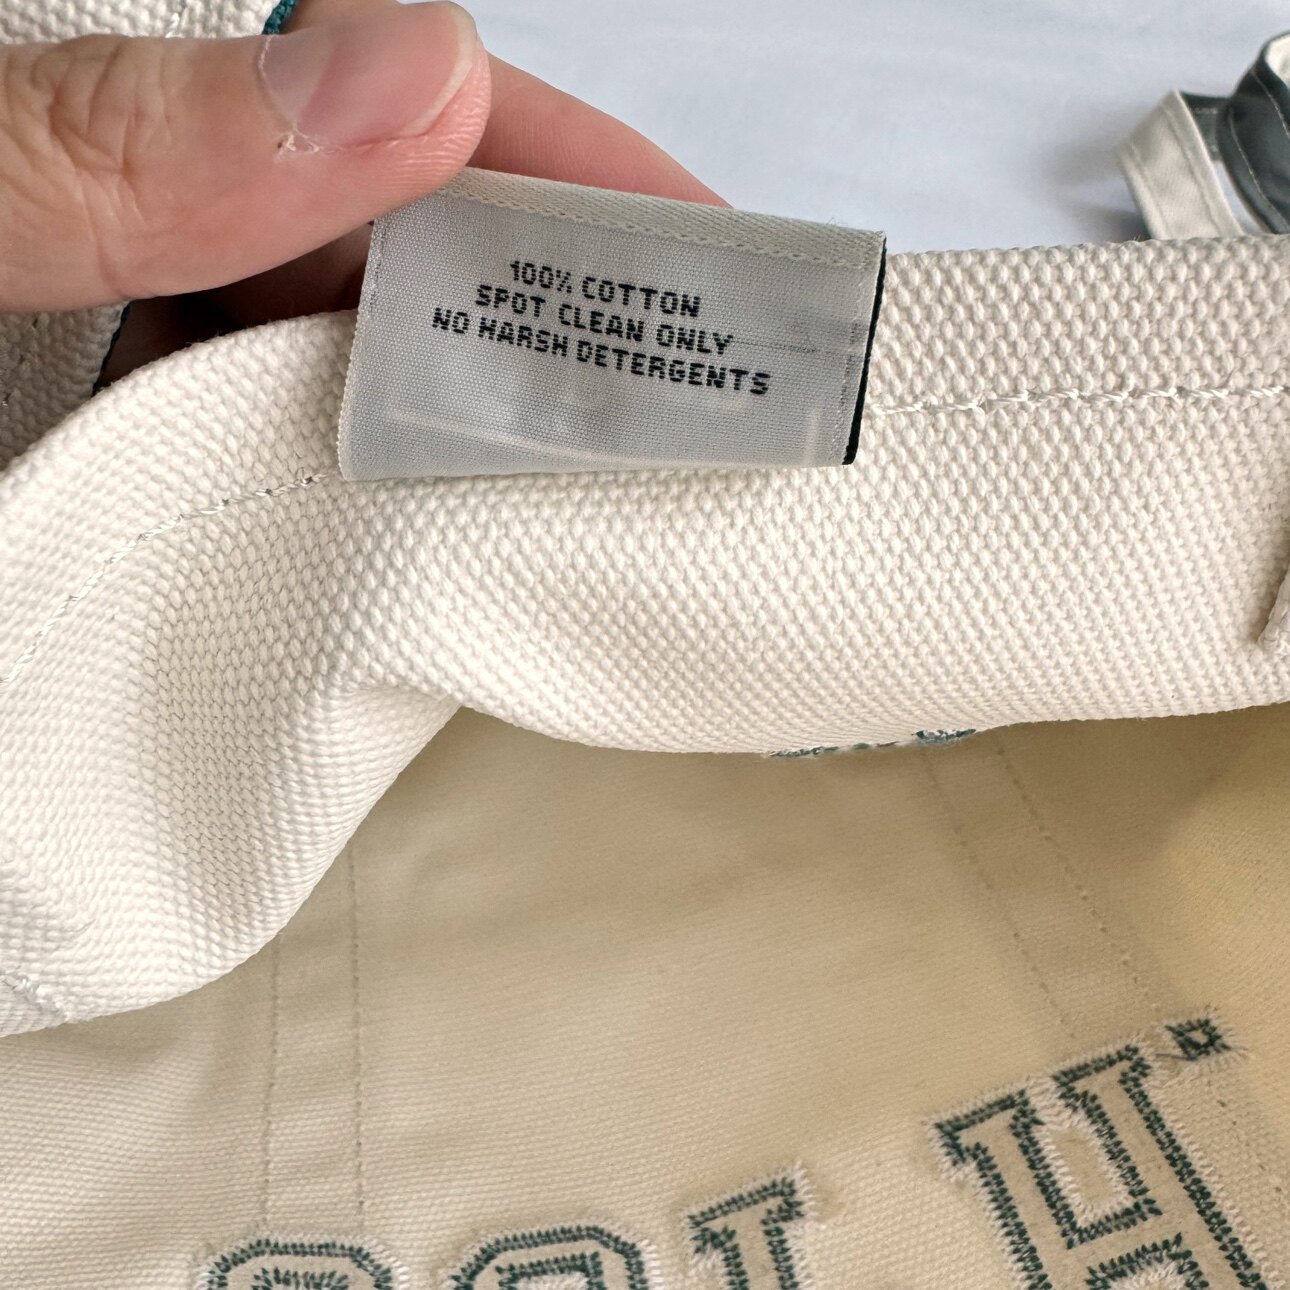 100% COTTON
SPOT CLEAN ONLY
NO HARSH DETERGENTS